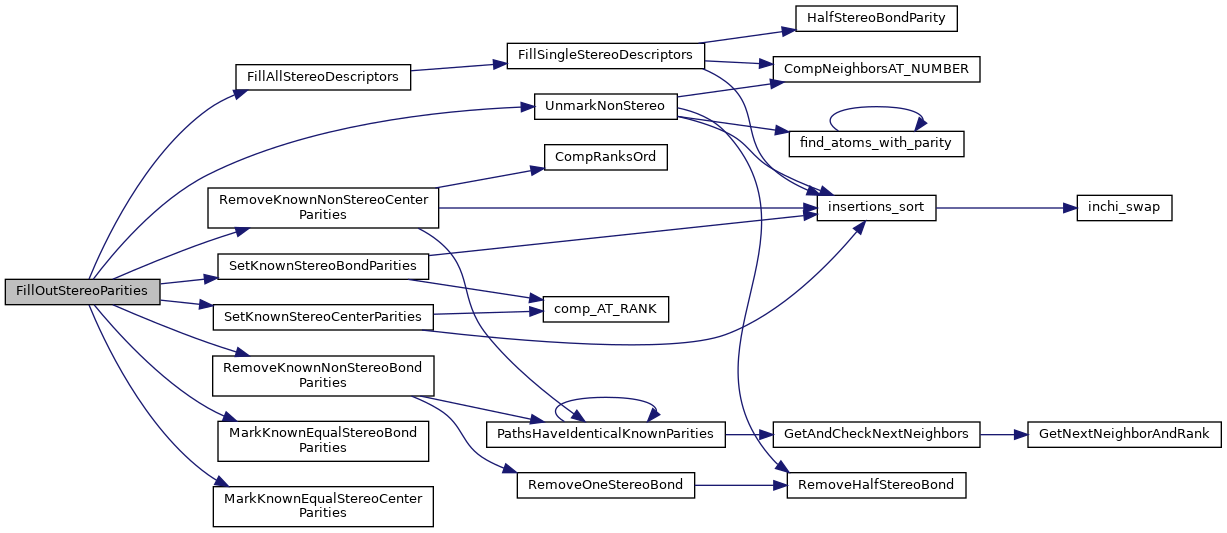 HalfStereoBondParity
FillSingleStereoDescriptors
CompNeighborsAT_NUMBER
FillAllStereoDescriptors
UnmarkNonStereo
find_atoms_with_parity
CompRanksOrd
RemoveKnownNonStereoCenter
Parities
insertions_sort
inchi_swap
SetKnownStereoBondParities
FillOutStereoParities
comp_AT_RANK
SetKnownStereoCenterParities
RemoveKnownNonStereoBond
Parities
MarkKnownEqualStereoBond
Parities
PathsHaveIdenticalKnownParities
GetAndCheckNextNeighbors
GetNextNeighborAndRank
RemoveOneStereoBond
RemoveHalfStereoBond
MarkKnownEqualStereoCenter
Parities